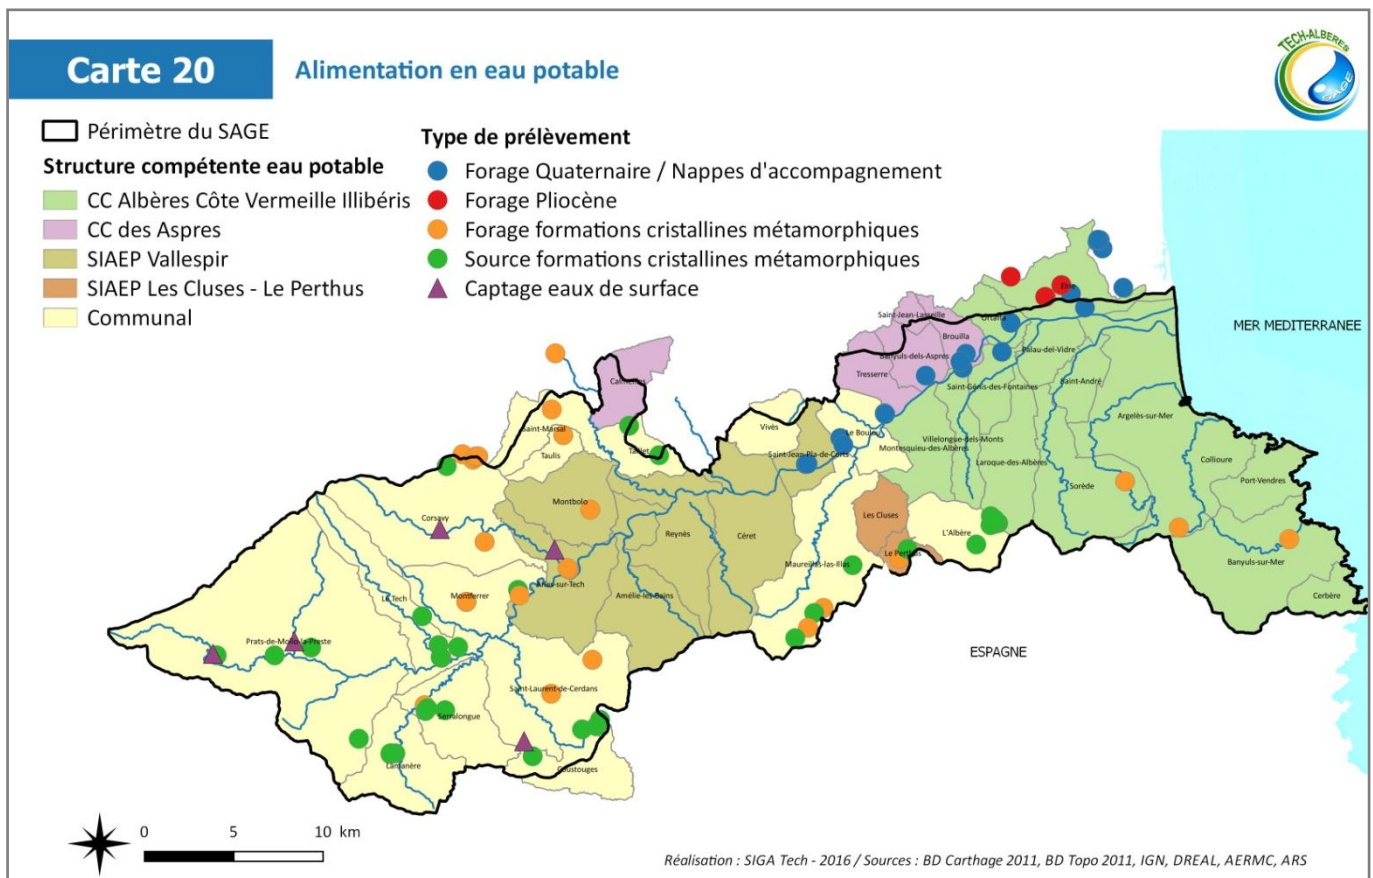 Carte 20
Alimentation en eau potable
TECH-ALBERES
SAGE
Périmètre du SAGE
Structure compétente eau potable
CC Albères Côte Vermeille Illibéris
CC des Aspres
SIAEP Vallespir
SIAEP Les Cluses - Le Perthus
Communal
Type de prélèvement
Forage Quaternaire / Nappes d'accompagnement
Forage Pliocène
Forage formations cristallines métamorphiques
Source formations cristallines métamorphiques
Captage eaux de surface
MER MEDITERRANEE
ESPAGNE
Elne
Ortaffa
Saint-Jean-Lasseille
Brouilla
Banyuls-dels-Aspres
Tresserre
Palau-del-Vidre
Saint-Génis-des-Fontaines
Saint-André
Argelès-sur-Mer
Villelongue-dels-Monts
Montesquieu-des-Albères
Laroque-des-Albères
Sorède
Collioure
Port-Vendres
Banyuls-sur-Mer
Cerbère
Le Boulou
Vivès
Saint-Jean-Pla-de-Corts
Les Cluses
Le Perthus
L'Albère
Maureillas-las-Illas
Céret
Reynès
Amélie-les-Bains
Montbolo
Arles-sur-Tech
Taillet
Saint-Marsal
Taulis
Corsavy
Montferrer
Le Tech
Prats-de-Mollo-la-Preste
Saint-Laurent-de-Cerdans
Serralongue
Lamanère
Coustouges
0 5 10 km
Réalisation : SIGA Tech - 2016 / Sources : BD Carthage 2011, BD Topo 2011, IGN, DREAL, AERMC, ARS